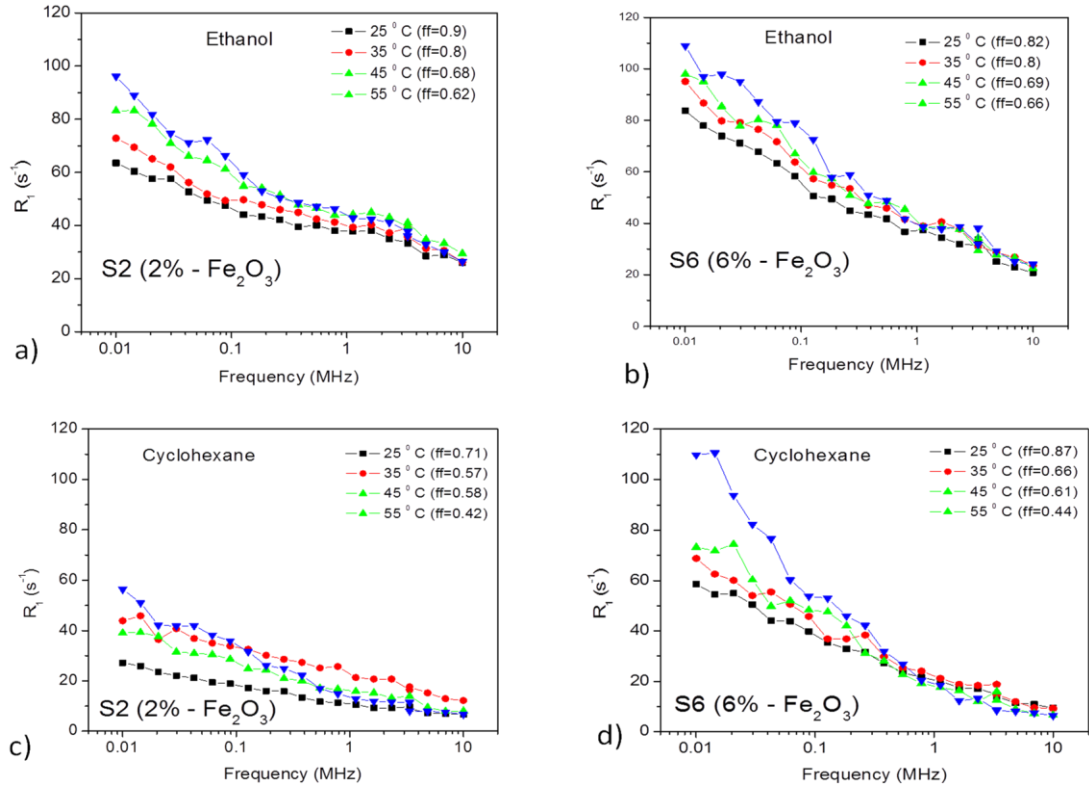 120
100
80
60
40
20
0
R₁ (s⁻¹)
Ethanol
25 ⁰ C (ff=0.9)
35 ⁰ C (ff=0.8)
45 ⁰ C (ff=0.68)
55 ⁰ C (ff=0.62)
S2 (2% - Fe₂O₃)
0.01 0.1 1 10
Frequency (MHz)
a)
120
100
80
60
40
20
0
R₁ (s⁻¹)
Ethanol
25 ⁰ C (ff=0.82)
35 ⁰ C (ff=0.8)
45 ⁰ C (ff=0.69)
55 ⁰ C (ff=0.66)
S6 (6% - Fe₂O₃)
0.01 0.1 1 10
Frequency (MHz)
b)
120
100
80
60
40
20
0
R₁ (s⁻¹)
Cyclohexane
25 ⁰ C (ff=0.71)
35 ⁰ C (ff=0.57)
45 ⁰ C (ff=0.58)
55 ⁰ C (ff=0.42)
S2 (2% - Fe₂O₃)
0.01 0.1 1 10
Frequency (MHz)
c)
120
100
80
60
40
20
0
R₁ (s⁻¹)
Cyclohexane
25 ⁰ C (ff=0.87)
35 ⁰ C (ff=0.66)
45 ⁰ C (ff=0.61)
55 ⁰ C (ff=0.44)
S6 (6% - Fe₂O₃)
0.01 0.1 1 10
Frequency (MHz)
d)